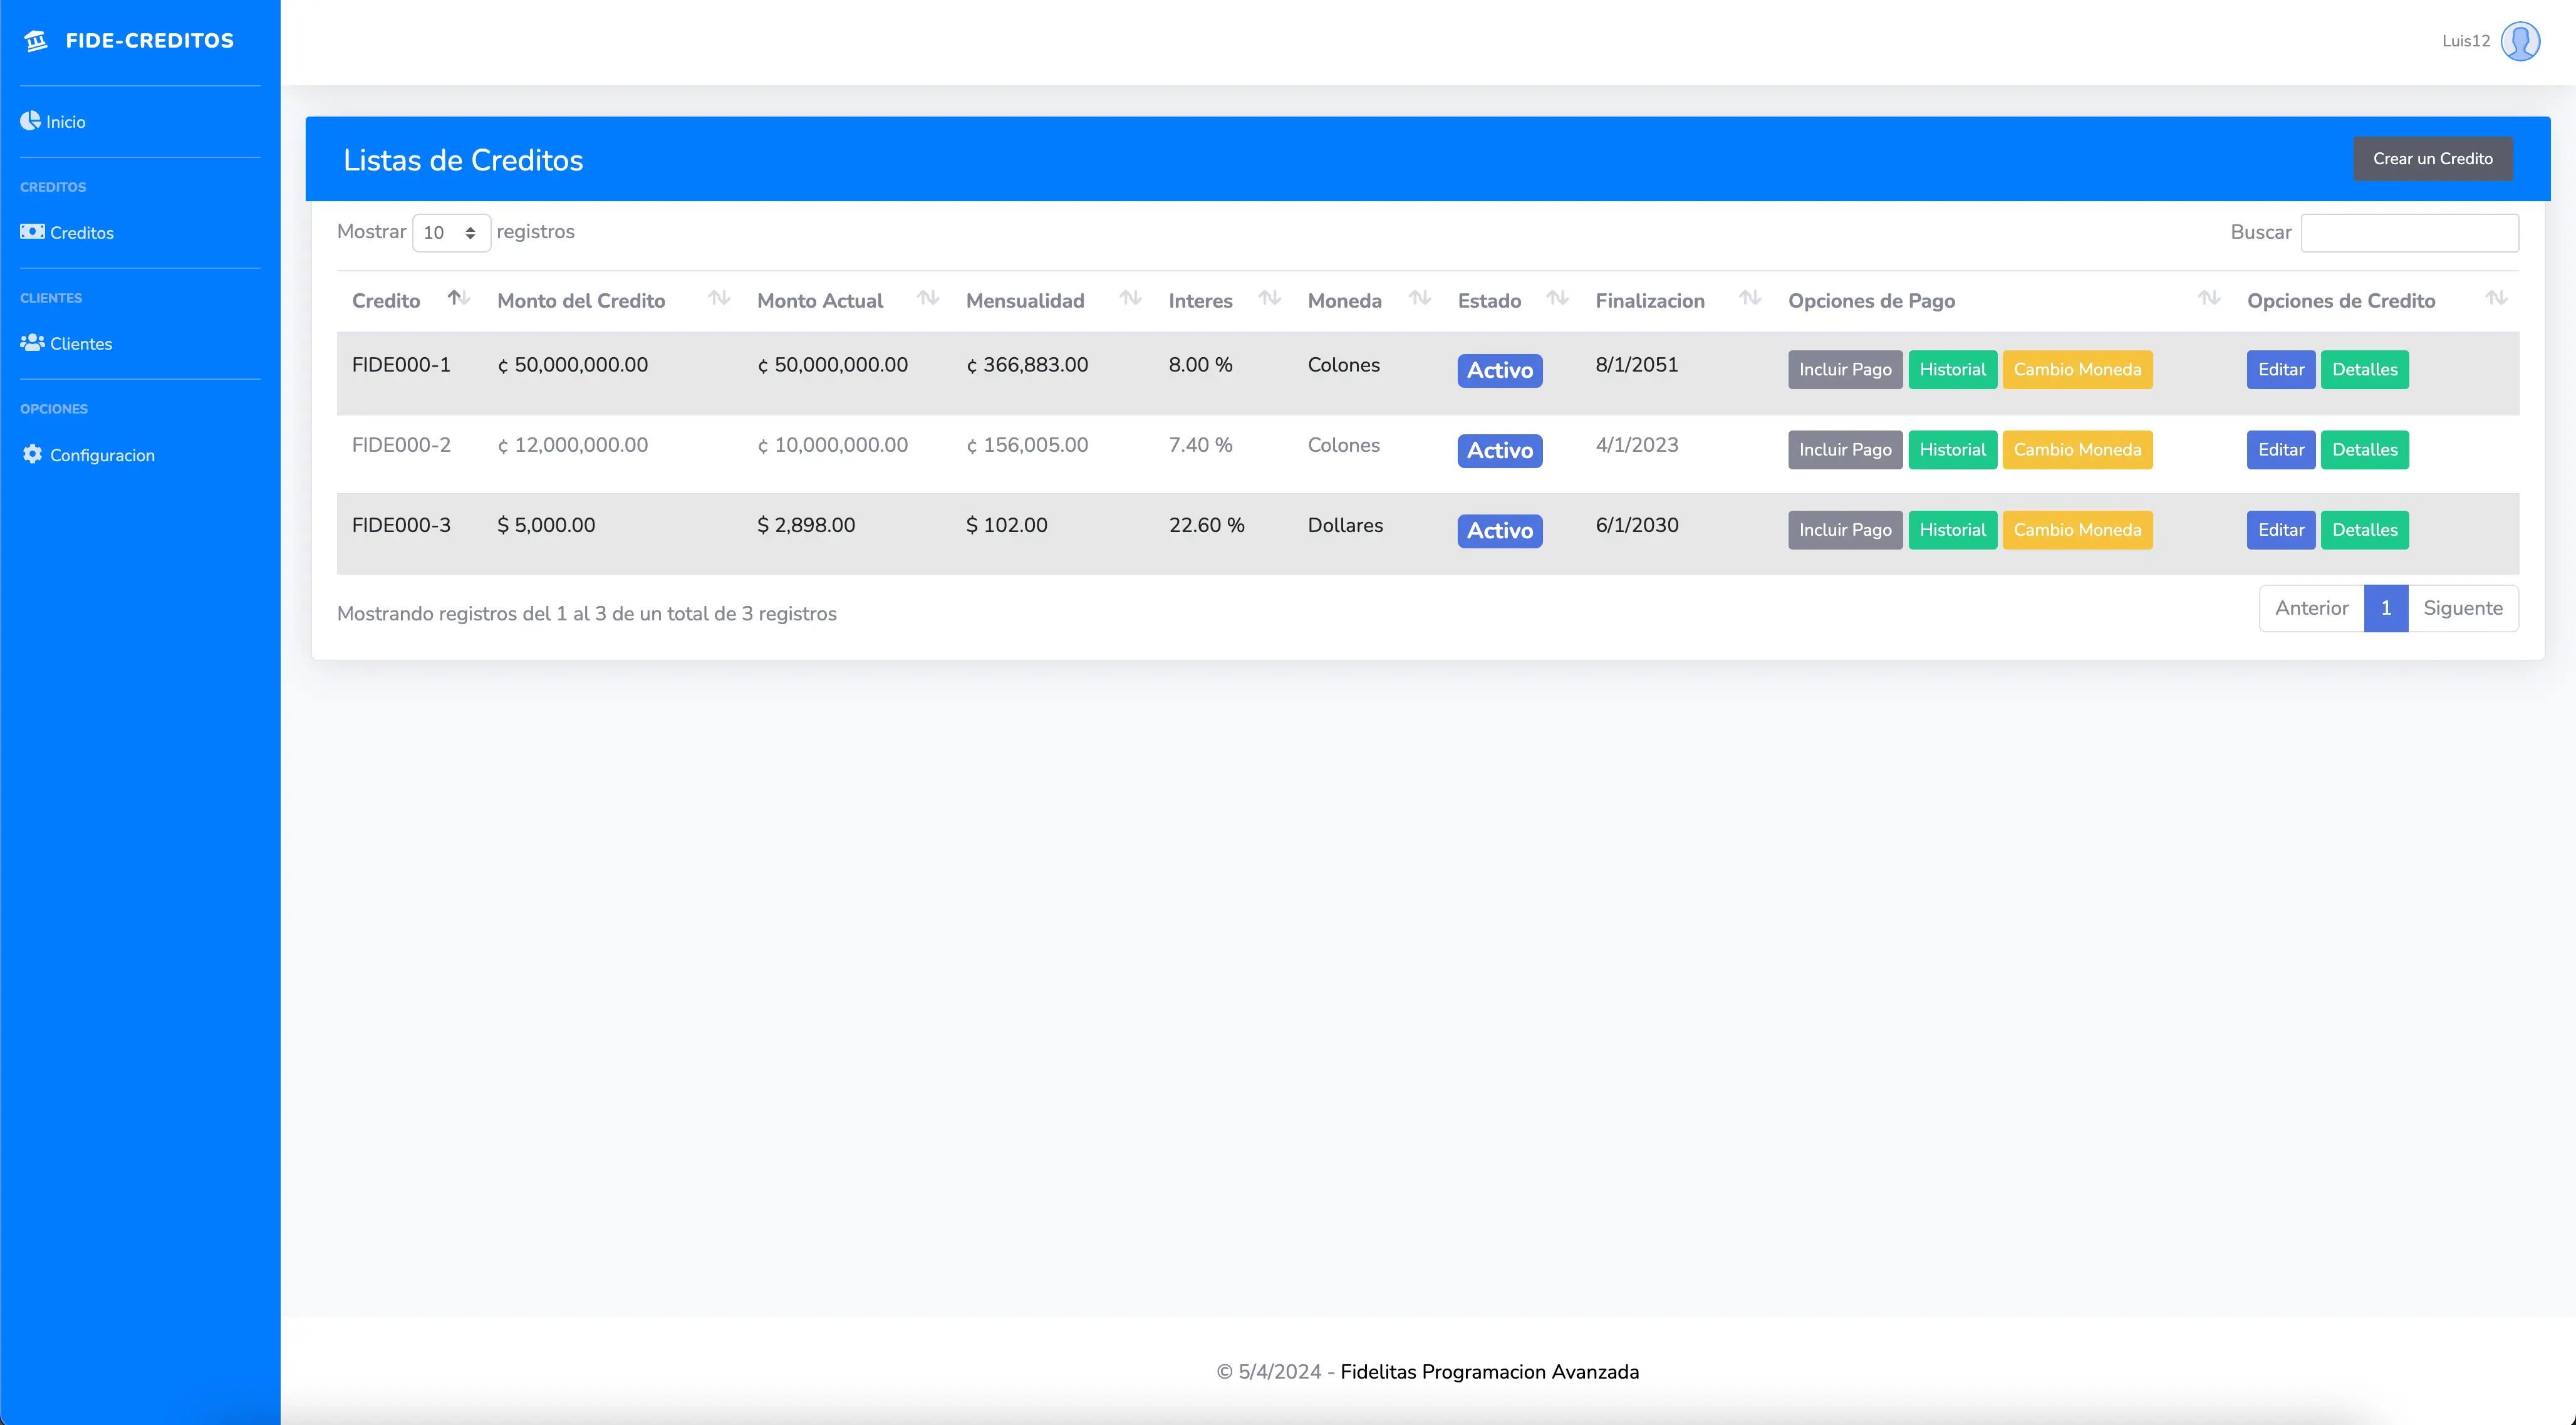 FIDE-CREDITOS
Luis12
Inicio
CREDITOS
Creditos
CLIENTES
Clientes
OPCIONES
Configuracion
Listas de Creditos
Crear un Credito
Mostrar 10 registros
Buscar
Credito Monto del Credito Monto Actual Mensualidad Interes Moneda Estado Finalizacion Opciones de Pago Opciones de Credito
FIDE000-1 ¢ 50,000,000.00 ¢ 50,000,000.00 ¢ 366,883.00 8.00 % Colones Activo 8/1/2051 Incluir Pago Historial Cambio Moneda Editar Detalles
FIDE000-2 ¢ 12,000,000.00 ¢ 10,000,000.00 ¢ 156,005.00 7.40 % Colones Activo 4/1/2023 Incluir Pago Historial Cambio Moneda Editar Detalles
FIDE000-3 $ 5,000.00 $ 2,898.00 $ 102.00 22.60 % Dollares Activo 6/1/2030 Incluir Pago Historial Cambio Moneda Editar Detalles
Mostrando registros del 1 al 3 de un total de 3 registros
Anterior 1 Siguente
© 5/4/2024 - Fidelitas Programacion Avanzada